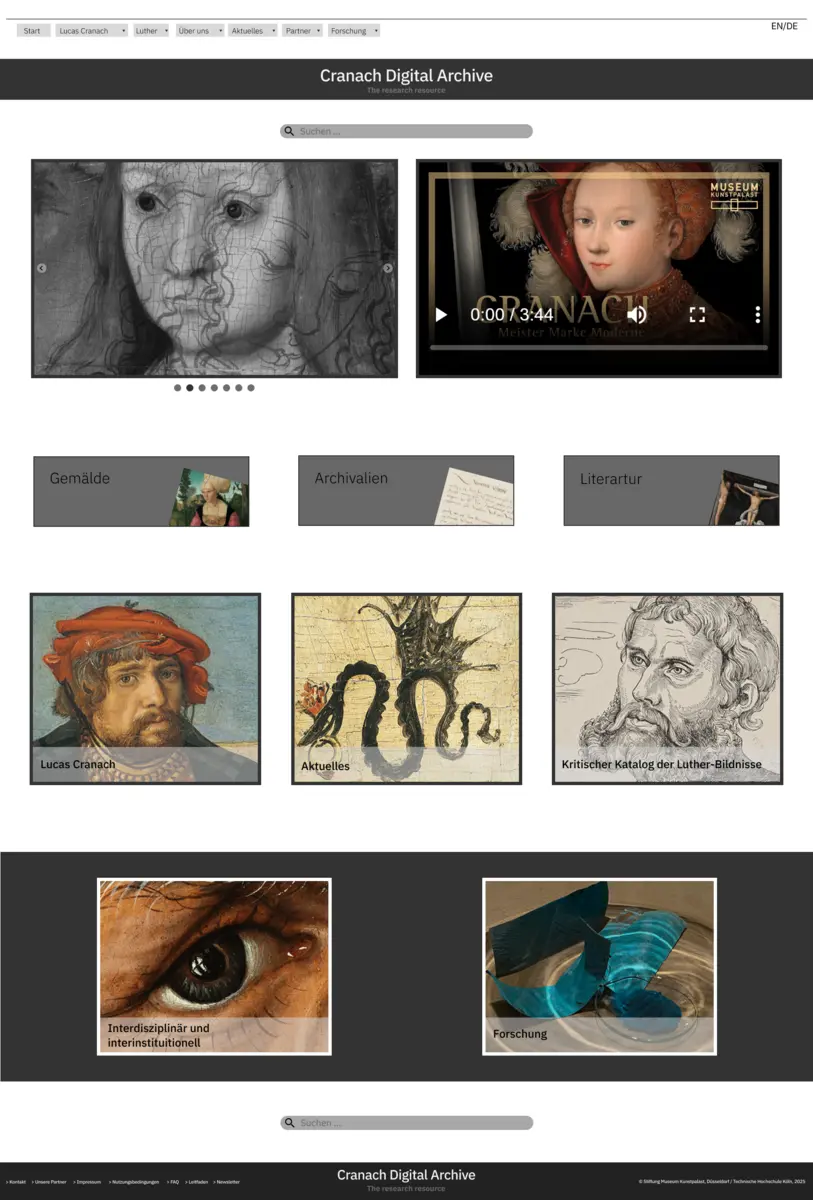 EN/DE
Start
Lucas Cranach
Luther
Über uns
Aktuelles
Partner
Forschung
Cranach Digital Archive
The research resource
Suchen ...
MUSEUM
KUNSTPALAST
CRANACH
Meister Marke Moderne
0:00 / 3:44
Gemälde
Archivalien
Literartur
Lucas Cranach
Aktuelles
Kritischer Katalog der Luther-Bildnisse
Interdisziplinär und
interinstituitionell
Forschung
Suchen ...
Cranach Digital Archive
The research resource
> Kontakt
> Unsere Partner
> Impressum
> Nutzungsbedingungen
> FAQ
> Leitfaden
> Newsletter
© Stiftung Museum Kunstpalast, Düsseldorf / Technische Hochschule Köln, 2025